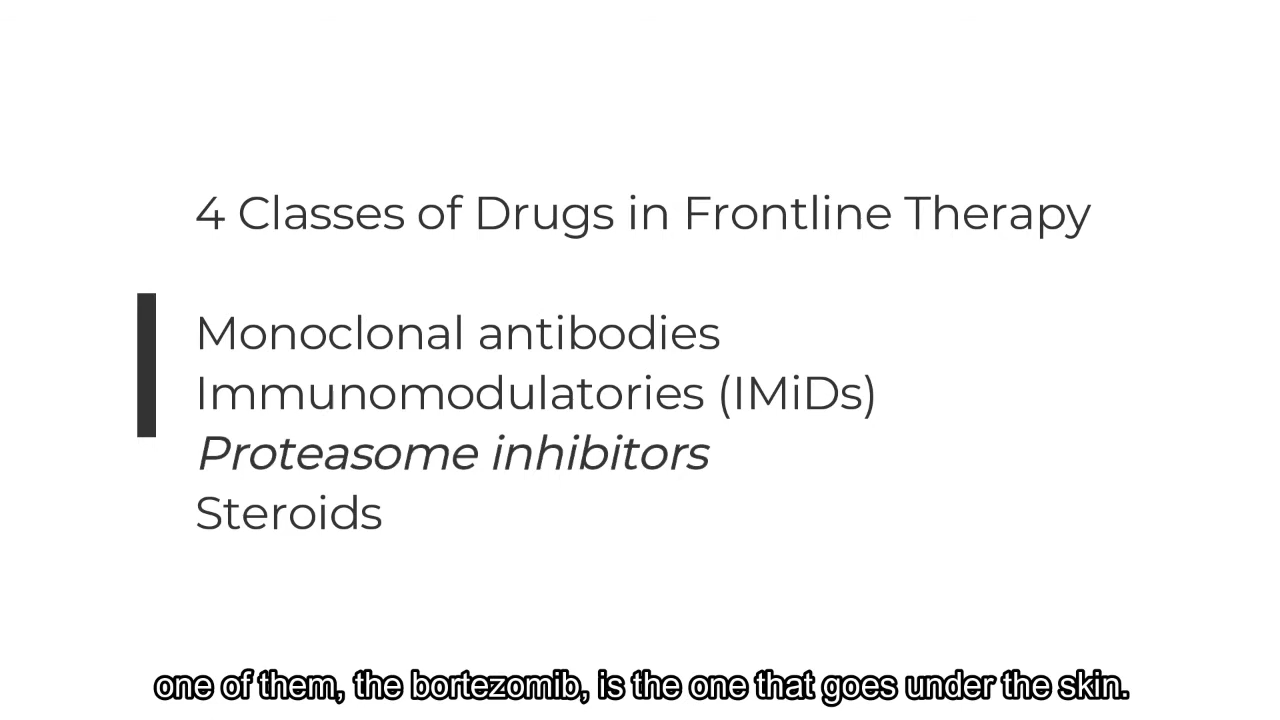 4 Classes of Drugs in Frontline Therapy
Monoclonal antibodies
Immunomodulatories (IMiDs)
Proteasome inhibitors
Steroids
one of them, the bortezomib, is the one that goes under the skin.